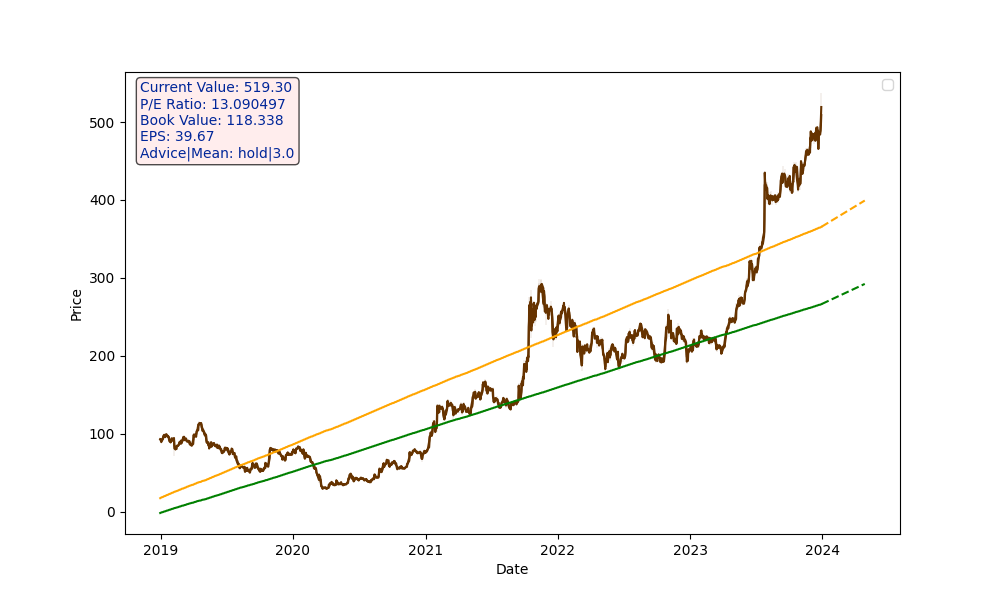 Current Value: 519.30
P/E Ratio: 13.090497
Book Value: 118.338
EPS: 39.67
Advice|Mean: hold|3.0
500
400
300
200
100
0
Price
2019 2020 2021 2022 2023 2024
Date